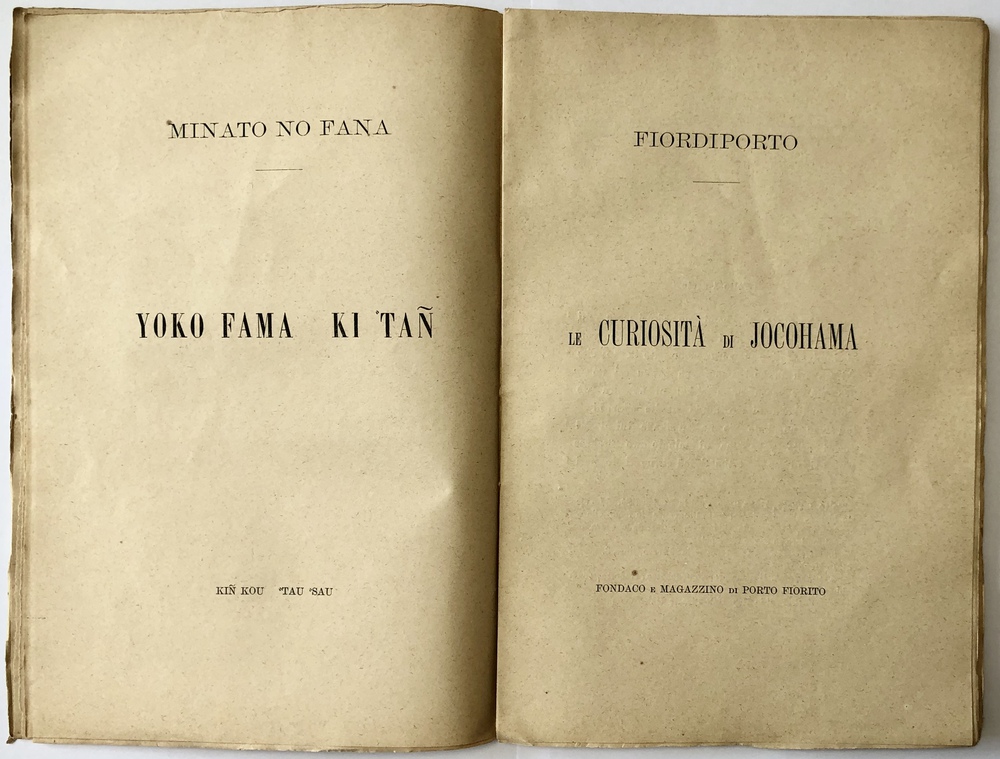 MINATO NO FANA
YOKO FAMA KI °TAÑ
KIÑ KOU °TAU °SAU
FIORDIPORTO
LE CURIOSITÀ DI JOCOHAMA
FONDACO E MAGAZZINO DI PORTO FIORITO